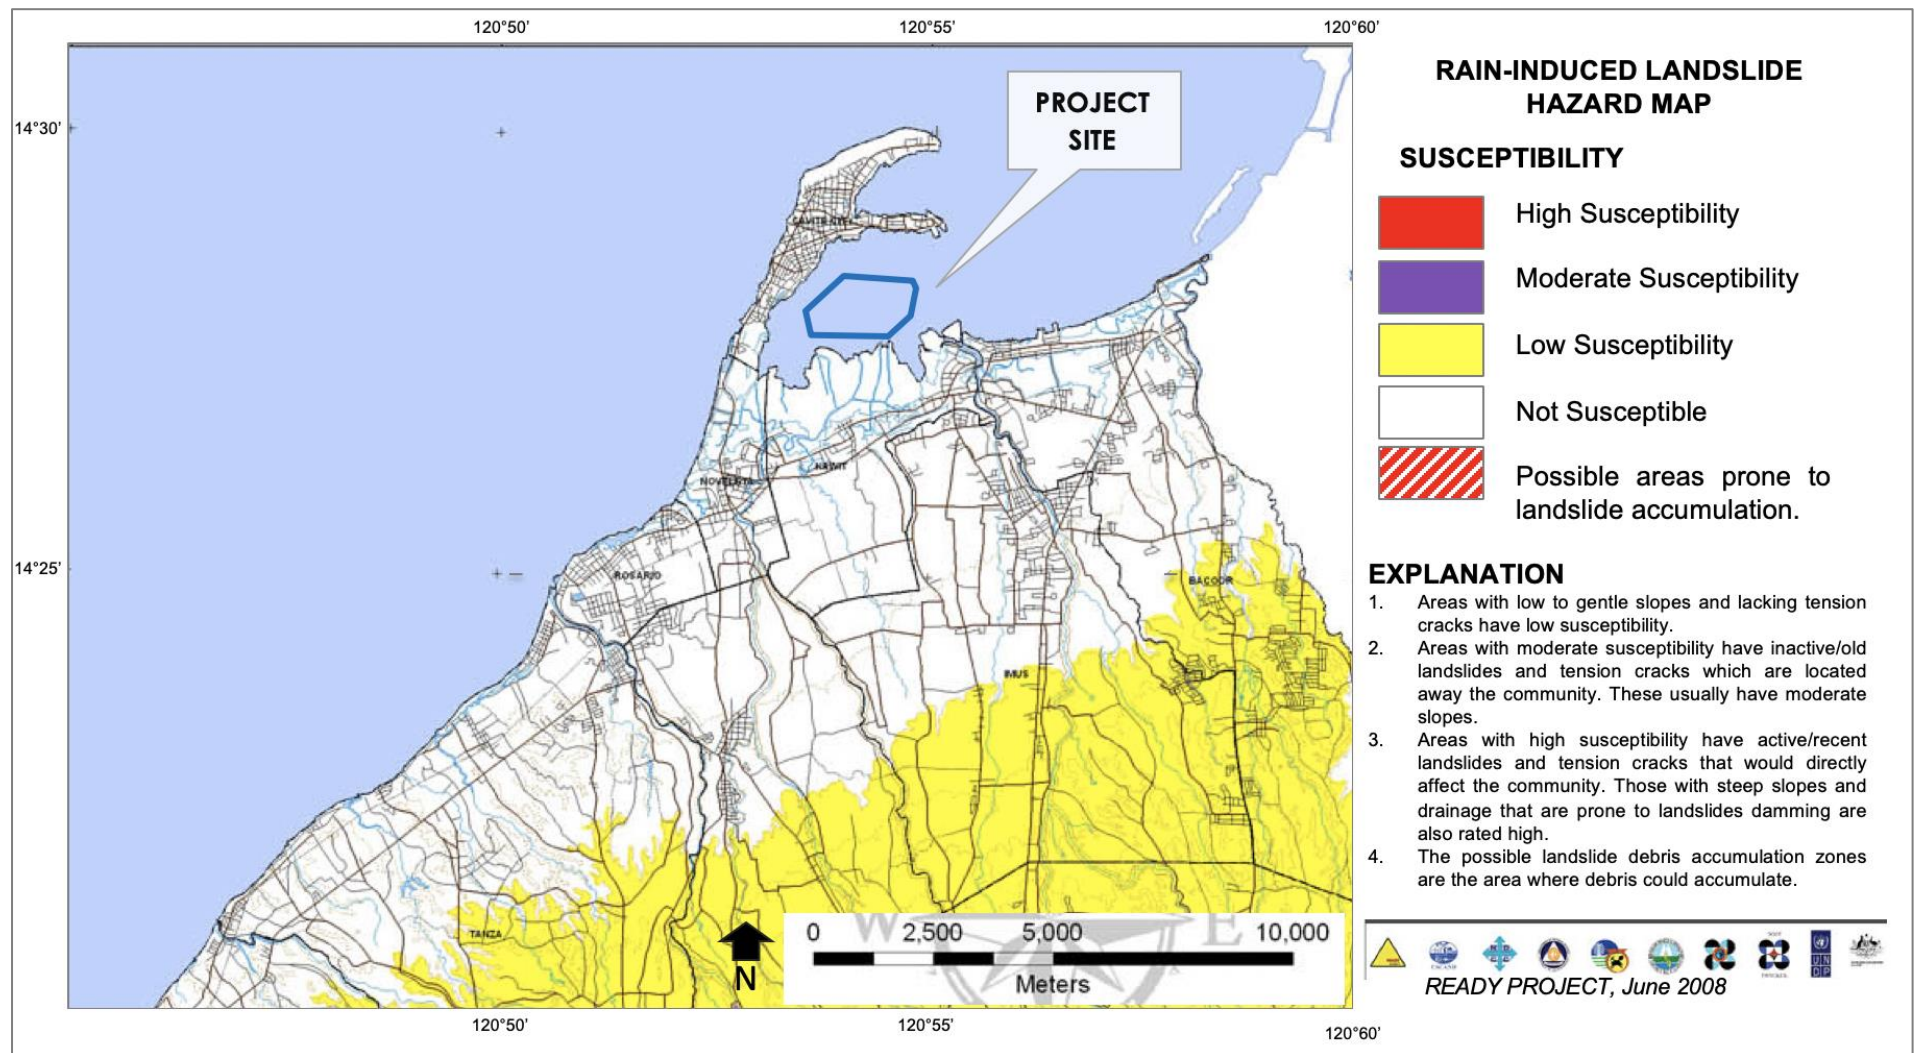 120°50'
120°55'
120°60'
14°30'
14°25'
PROJECT
SITE
CAVITE CITY
KAWIT
NOVELETA
ROSARIO
BACOOR
IMUS
TANZA
W
E
0
2,500
5,000
10,000
Meters
N
120°50'
120°55'
120°60'
RAIN-INDUCED LANDSLIDE
HAZARD MAP
SUSCEPTIBILITY
High Susceptibility
Moderate Susceptibility
Low Susceptibility
Not Susceptible
Possible areas prone to
landslide accumulation.
EXPLANATION
1. Areas with low to gentle slopes and lacking tension
cracks have low susceptibility.
2. Areas with moderate susceptibility have inactive/old
landslides and tension cracks which are located
away the community. These usually have moderate
slopes.
3. Areas with high susceptibility have active/recent
landslides and tension cracks that would directly
affect the community. Those with steep slopes and
drainage that are prone to landslides damming are
also rated high.
4. The possible landslide debris accumulation zones
are the area where debris could accumulate.
READY PROJECT, June 2008